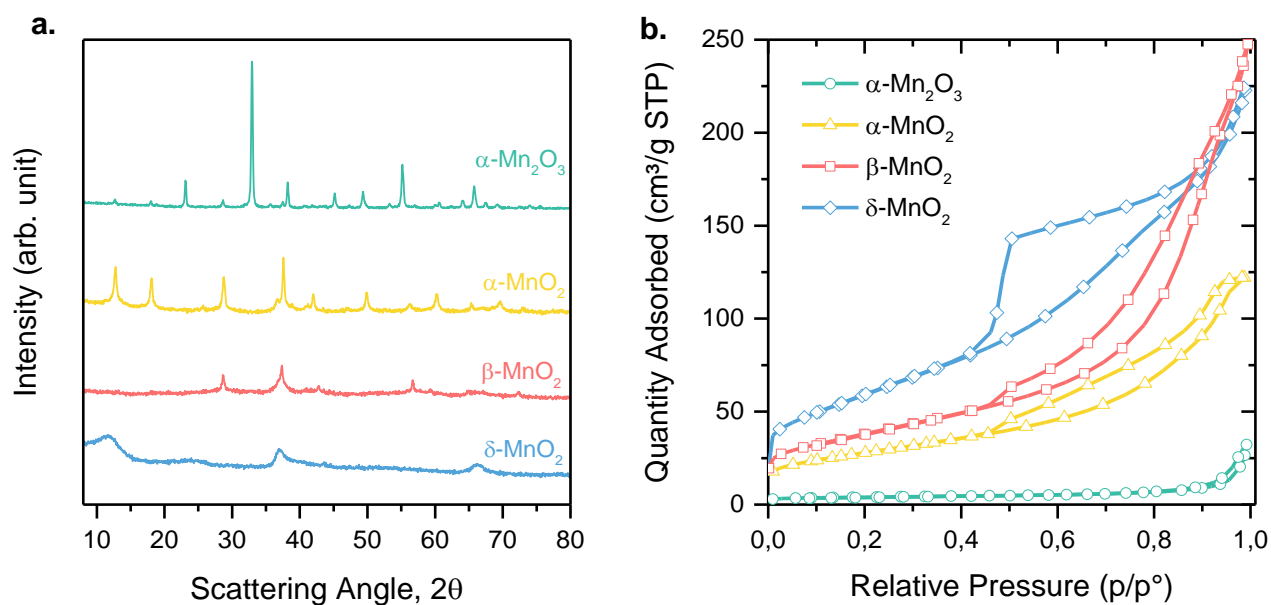 a.
Intensity (arb. unit)
α-Mn₂O₃
α-MnO₂
β-MnO₂
δ-MnO₂
10 20 30 40 50 60 70 80
Scattering Angle, 2θ
b.
Quantity Adsorbed (cm³/g STP)
250
200
150
100
50
0
α-Mn₂O₃
α-MnO₂
β-MnO₂
δ-MnO₂
0,0 0,2 0,4 0,6 0,8 1,0
Relative Pressure (p/p°)